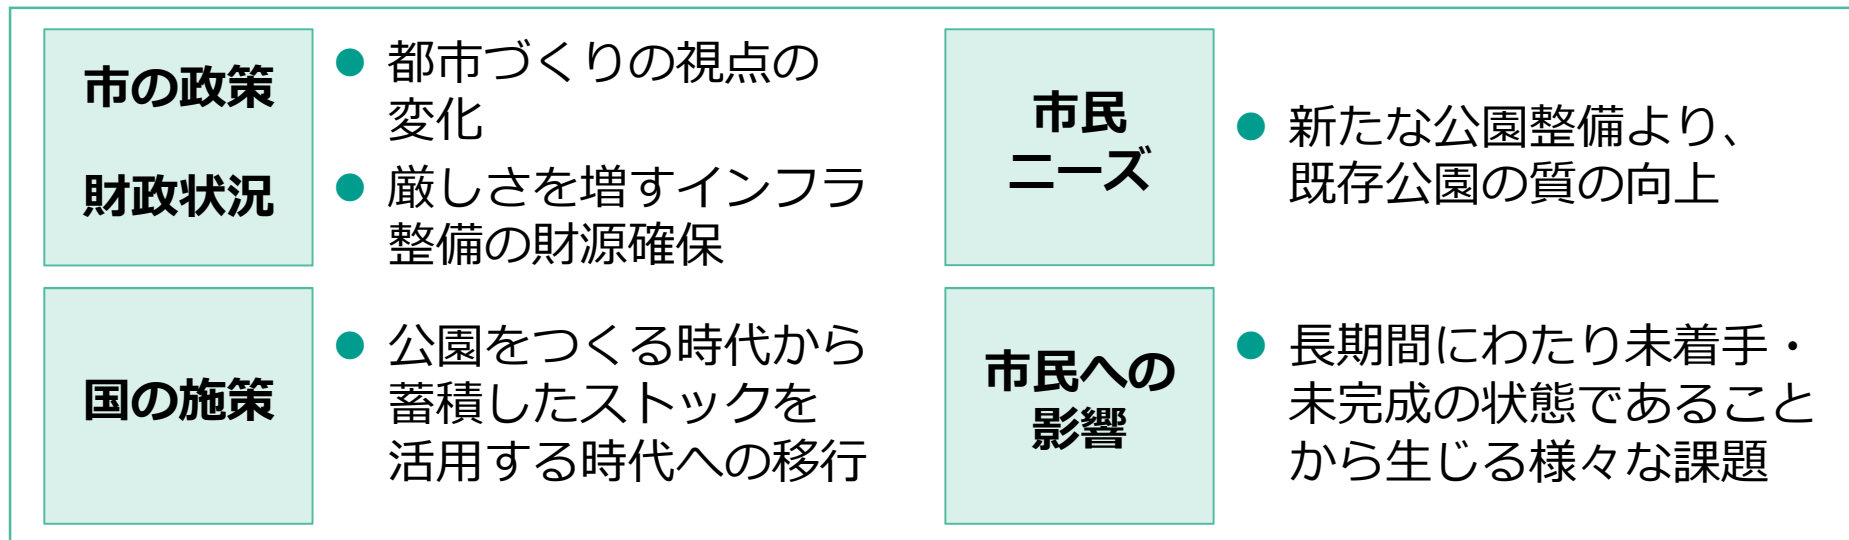 市の政策
財政状況
● 都市づくりの視点の
変化
● 厳しさを増すインフラ
整備の財源確保
市民
ニーズ
● 新たな公園整備より、
既存公園の質の向上
国の施策
● 公園をつくる時代から
蓄積したストックを
活用する時代への移行
市民への
影響
● 長期間にわたり未着手・
未完成の状態であること
から生じる様々な課題